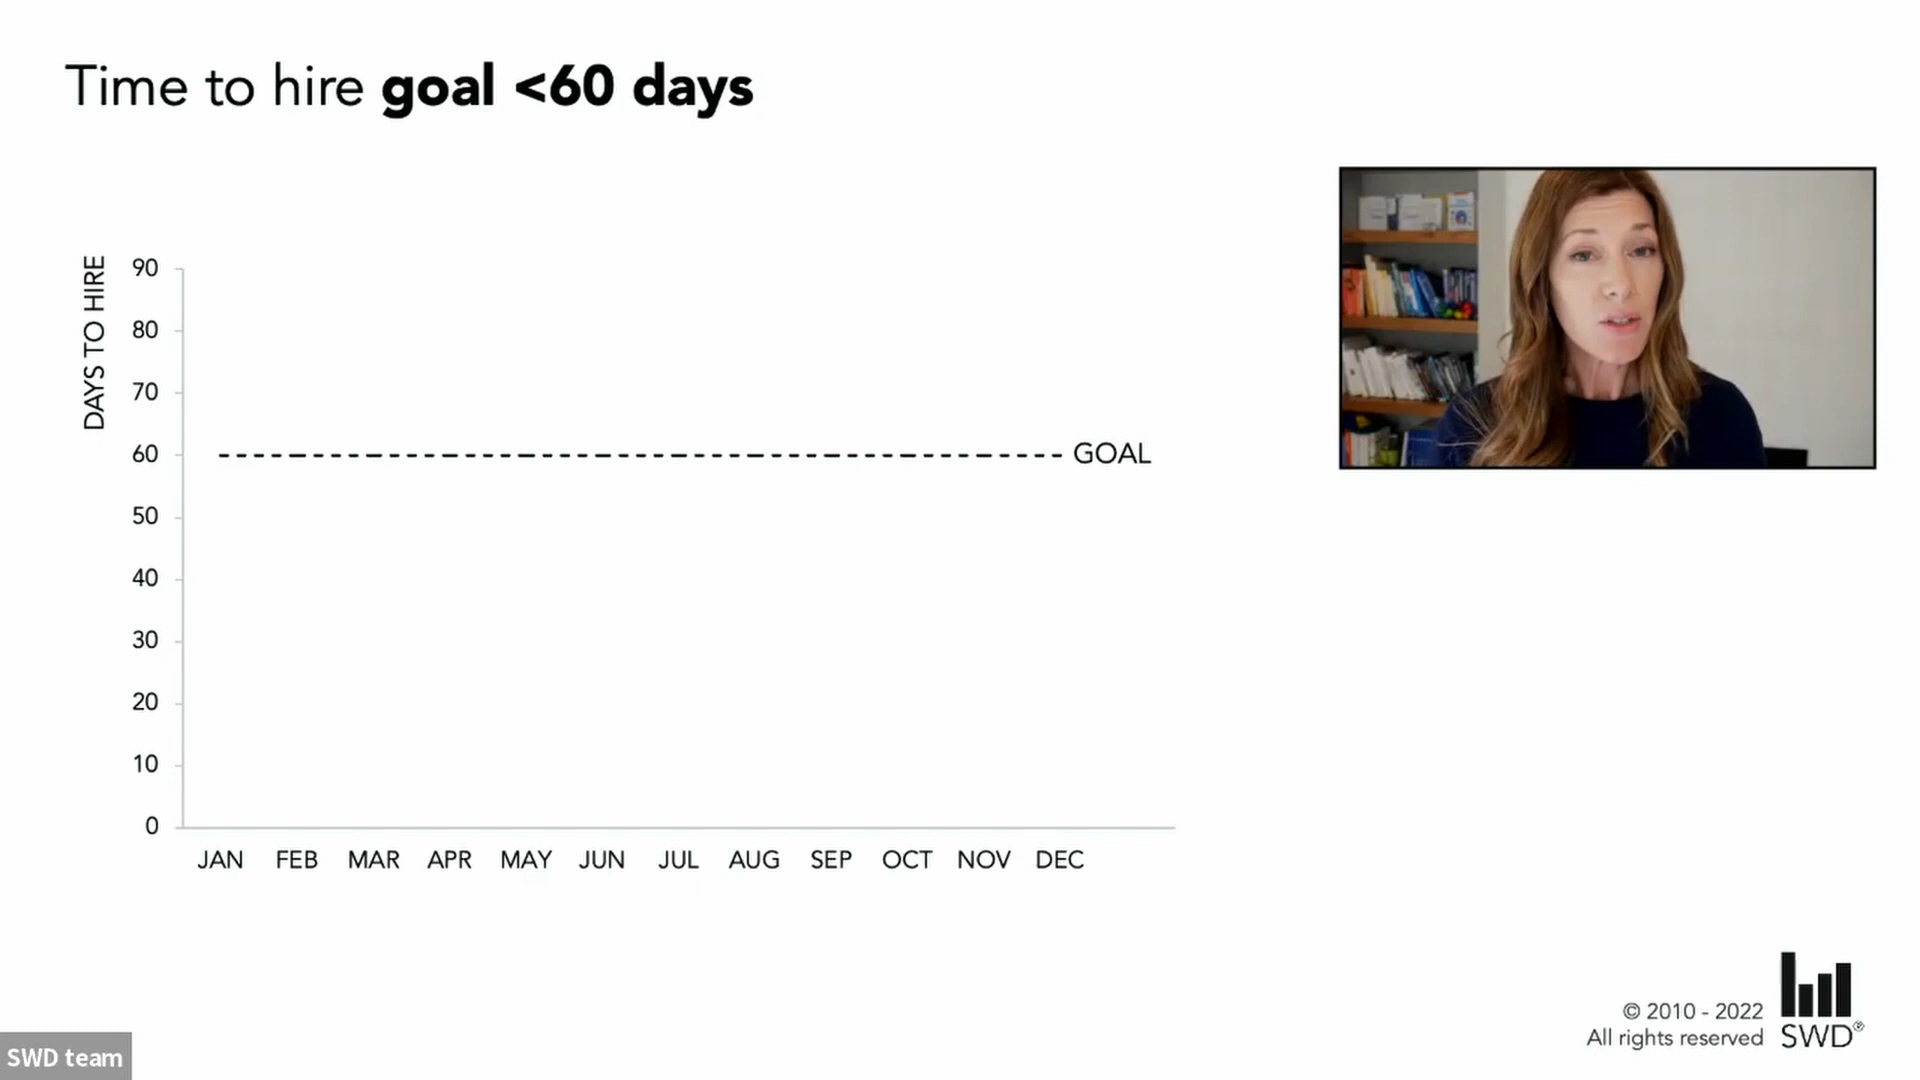 Time to hire goal <60 days
DAYS TO HIRE
90
80
70
60
50
40
30
20
10
0
GOAL
JAN FEB MAR APR MAY JUN JUL AUG SEP OCT NOV DEC
© 2010 - 2022
All rights reserved
SWD®
SWD team